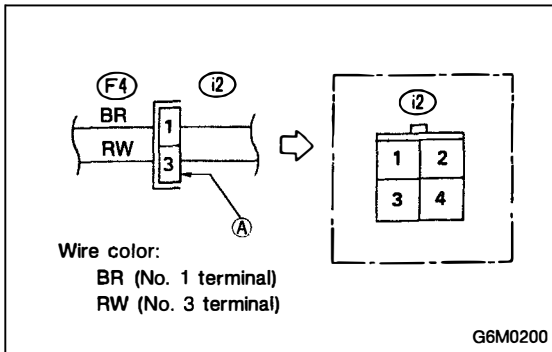 F4 i2
BR
RW
1
3
A
i2
1 2
3 4
Wire color:
BR (No. 1 terminal)
RW (No. 3 terminal)
G6M0200